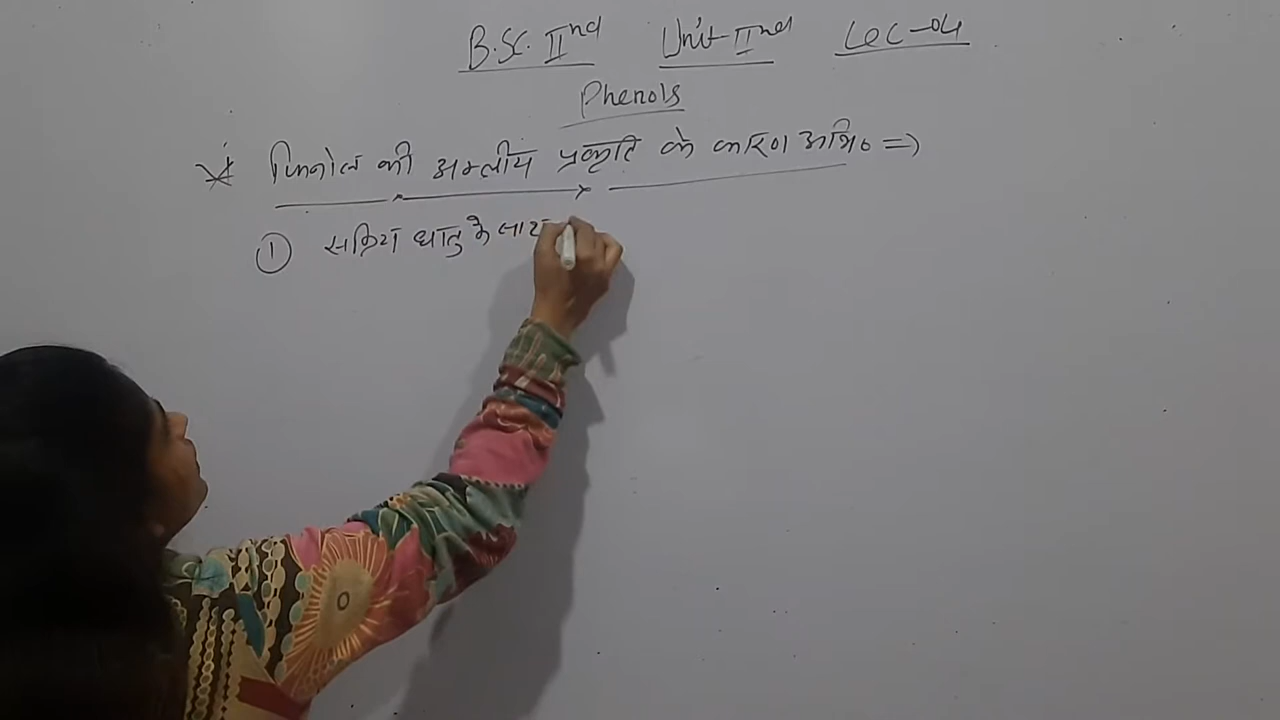 B.Sc. IInd Unit-IInd Lec-04
Phenols
फिनोल की अम्लीय प्रकृति के कारण अभि० =>
① सक्रिय धातु के साथ